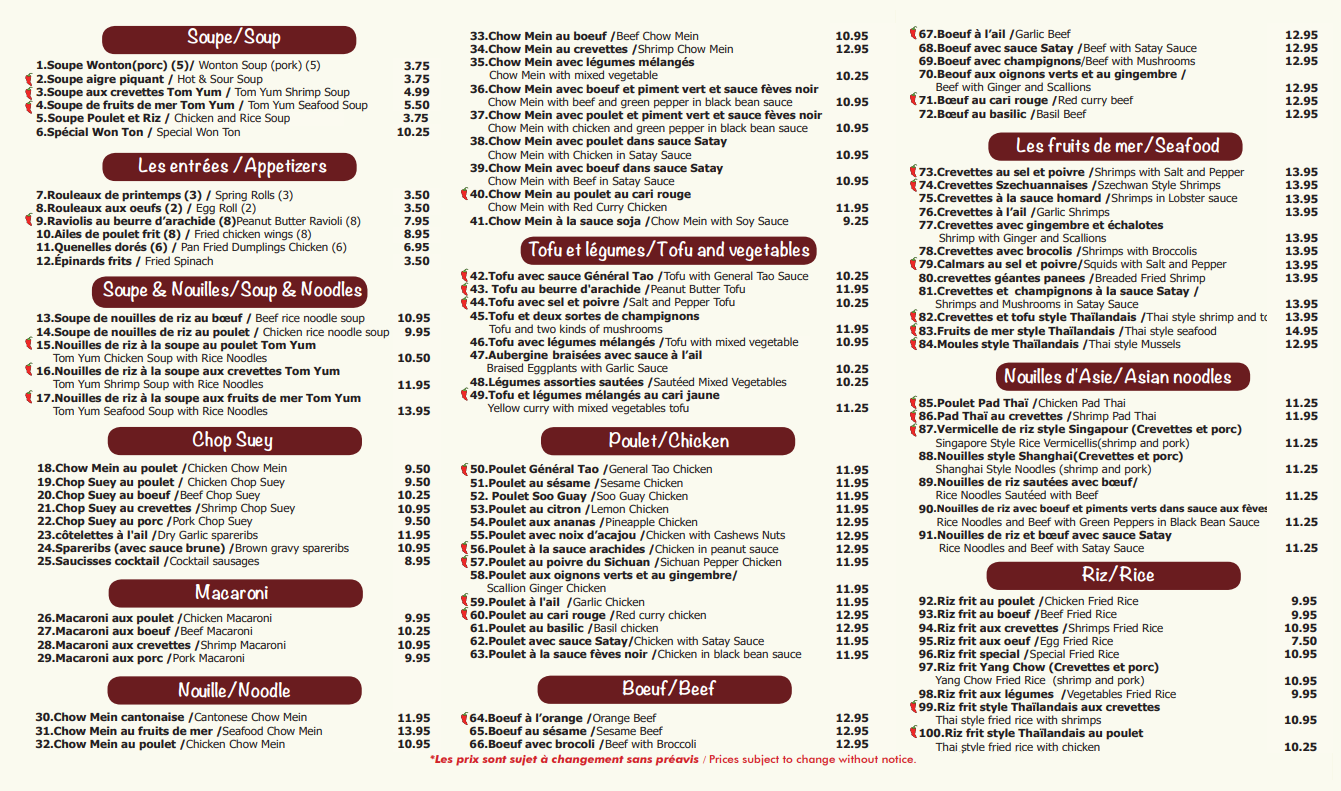 Soupe/Soup
1.Soupe Wonton(porc) (5)/ Wonton Soup (pork) (5) 3.75
2.Soupe aigre piquant / Hot & Sour Soup 3.75
3.Soupe aux crevettes Tom Yum / Tom Yum Shrimp Soup 4.99
4.Soupe de fruits de mer Tom Yum / Tom Yum Seafood Soup 5.50
5.Soupe Poulet et Riz / Chicken and Rice Soup 3.75
6.Spécial Won Ton / Special Won Ton 10.25
Les entrées /Appetizers
7.Rouleaux de printemps (3) / Spring Rolls (3) 3.50
8.Rouleaux aux oeufs (2) / Egg Roll (2) 3.50
9.Raviolis au beurre d’arachide (8)Peanut Butter Ravioli (8) 7.95
10.Ailes de poulet frit (8) / Fried chicken wings (8) 8.95
11.Quenelles dorés (6) / Pan Fried Dumplings Chicken (6) 6.95
12.Épinards frits / Fried Spinach 3.50
Soupe & Nouilles/Soup & Noodles
13.Soupe de nouilles de riz au bœuf / Beef rice noodle soup 10.95
14.Soupe de nouilles de riz au poulet / Chicken rice noodle soup 9.95
15.Nouilles de riz à la soupe au poulet Tom Yum
Tom Yum Chicken Soup with Rice Noodles 10.50
16.Nouilles de riz à la soupe aux crevettes Tom Yum
Tom Yum Shrimp Soup with Rice Noodles 11.95
17.Nouilles de riz à la soupe aux fruits de mer Tom Yum
Tom Yum Seafood Soup with Rice Noodles 13.95
Chop Suey
18.Chow Mein au poulet /Chicken Chow Mein 9.50
19.Chop Suey au poulet / Chicken Chop Suey 9.50
20.Chop Suey au boeuf /Beef Chop Suey 10.25
21.Chop Suey au crevettes /Shrimp Chop Suey 10.95
22.Chop Suey au porc /Pork Chop Suey 9.50
23.côtelettes à l'ail /Dry Garlic spareribs 11.95
24.Spareribs (avec sauce brune) /Brown gravy spareribs 10.95
25.Saucisses cocktail /Cocktail sausages 8.95
Macaroni
26.Macaroni aux poulet /Chicken Macaroni 9.95
27.Macaroni aux boeuf /Beef Macaroni 10.25
28.Macaroni aux crevettes /Shrimp Macaroni 10.95
29.Macaroni aux porc /Pork Macaroni 9.95
Nouille/Noodle
30.Chow Mein cantonaise /Cantonese Chow Mein 11.95
31.Chow Mein au fruits de mer /Seafood Chow Mein 13.95
32.Chow Mein au poulet /Chicken Chow Mein 10.95
33.Chow Mein au boeuf /Beef Chow Mein 10.95
34.Chow Mein au crevettes /Shrimp Chow Mein 12.95
35.Chow Mein avec légumes mélangés
Chow Mein with mixed vegetable 10.25
36.Chow Mein avec boeuf et piment vert et sauce fèves noir
Chow Mein with beef and green pepper in black bean sauce 10.95
37.Chow Mein avec poulet et piment vert et sauce fèves noir
Chow Mein with chicken and green pepper in black bean sauce 10.95
38.Chow Mein avec poulet dans sauce Satay
Chow Mein with Chicken in Satay Sauce 10.95
39.Chow Mein avec boeuf dans sauce Satay
Chow Mein with Beef in Satay Sauce 10.95
40.Chow Mein au poulet au cari rouge
Chow Mein with Red Curry Chicken 11.95
41.Chow Mein à la sauce soja /Chow Mein with Soy Sauce 9.25
Tofu et légumes/Tofu and vegetables
42.Tofu avec sauce Général Tao /Tofu with General Tao Sauce 10.25
43. Tofu au beurre d'arachide /Peanut Butter Tofu 11.95
44.Tofu avec sel et poivre /Salt and Pepper Tofu 10.25
45.Tofu et deux sortes de champignons
Tofu and two kinds of mushrooms 11.95
46.Tofu avec légumes mélangés /Tofu with mixed vegetable 10.95
47.Aubergine braisées avec sauce à l’ail
Braised Eggplants with Garlic Sauce 10.25
48.Légumes assorties sautées /Sautéed Mixed Vegetables 10.25
49.Tofu et légumes mélangés au cari jaune
Yellow curry with mixed vegetables tofu 11.25
Poulet/Chicken
50.Poulet Général Tao /General Tao Chicken 11.95
51.Poulet au sésame /Sesame Chicken 11.95
52. Poulet Soo Guay /Soo Guay Chicken 11.95
53.Poulet au citron /Lemon Chicken 11.95
54.Poulet aux ananas /Pineapple Chicken 12.95
55.Poulet avec noix d’acajou /Chicken with Cashews Nuts 12.95
56.Poulet à la sauce arachides /Chicken in peanut sauce 12.95
57.Poulet au poivre du Sichuan /Sichuan Pepper Chicken 11.95
58.Poulet aux oignons verts et au gingembre/
Scallion Ginger Chicken 11.95
59.Poulet à l'ail /Garlic Chicken 11.95
60.Poulet au cari rouge /Red curry chicken 12.95
61.Poulet au basilic /Basil chicken 12.95
62.Poulet avec sauce Satay/Chicken with Satay Sauce 11.95
63.Poulet à la sauce fèves noir /Chicken in black bean sauce 11.95
Bœuf/Beef
64.Boeuf à l’orange /Orange Beef 12.95
65.Boeuf au sésame /Sesame Beef 12.95
66.Boeuf avec brocoli /Beef with Broccoli 12.95
67.Boeuf à l’ail /Garlic Beef 12.95
68.Boeuf avec sauce Satay /Beef with Satay Sauce 12.95
69.Boeuf avec champignons/Beef with Mushrooms 12.95
70.Beouf aux oignons verts et au gingembre /
Beef with Ginger and Scallions 12.95
71.Bœuf au cari rouge /Red curry beef 12.95
72.Bœuf au basilic /Basil Beef 12.95
Les fruits de mer/Seafood
73.Crevettes au sel et poivre /Shrimps with Salt and Pepper 13.95
74.Crevettes Szechuannaises /Szechwan Style Shrimps 13.95
75.Crevettes à la sauce homard /Shrimps in Lobster sauce 13.95
76.Crevettes à l’ail /Garlic Shrimps 13.95
77.Crevettes avec gingembre et échalotes
Shrimp with Ginger and Scallions 13.95
78.Crevettes avec brocolis /Shrimps with Broccolis 13.95
79.Calmars au sel et poivre/Squids with Salt and Pepper 13.95
80.crevettes géantes panees /Breaded Fried Shrimp 13.95
81.Crevettes et champignons à la sauce Satay /
Shrimps and Mushrooms in Satay Sauce 13.95
82.Crevettes et tofu style Thaïlandais /Thai style shrimp and to 13.95
83.Fruits de mer style Thaïlandais /Thai style seafood 14.95
84.Moules style Thaïlandais /Thai style Mussels 12.95
Nouilles d'Asie/Asian noodles
85.Poulet Pad Thaï /Chicken Pad Thai 11.25
86.Pad Thaï au crevettes /Shrimp Pad Thai 11.95
87.Vermicelle de riz style Singapour (Crevettes et porc)
Singapore Style Rice Vermicellis(shrimp and pork) 11.25
88.Nouilles style Shanghai(Crevettes et porc)
Shanghai Style Noodles (shrimp and pork) 11.25
89.Nouilles de riz sautées avec bœuf/
Rice Noodles Sautéed with Beef 11.25
90.Nouilles de riz avec boeuf et piments verts dans sauce aux fèves
Rice Noodles and Beef with Green Peppers in Black Bean Sauce 11.25
91.Nouilles de riz et bœuf avec sauce Satay
Rice Noodles and Beef with Satay Sauce 11.25
Riz/Rice
92.Riz frit au poulet /Chicken Fried Rice 9.95
93.Riz frit au boeuf /Beef Fried Rice 9.95
94.Riz frit aux crevettes /Shrimps Fried Rice 10.95
95.Riz frit aux oeuf /Egg Fried Rice 7.50
96.Riz frit special /Special Fried Rice 10.95
97.Riz frit Yang Chow (Crevettes et porc)
Yang Chow Fried Rice (shrimp and pork) 10.95
98.Riz frit aux légumes /Vegetables Fried Rice 9.95
99.Riz frit style Thaïlandais aux crevettes
Thai style fried rice with shrimps 10.95
100.Riz frit style Thaïlandais au poulet
Thai style fried rice with chicken 10.25
*Les prix sont sujet à changement sans préavis / Prices subject to change without notice.